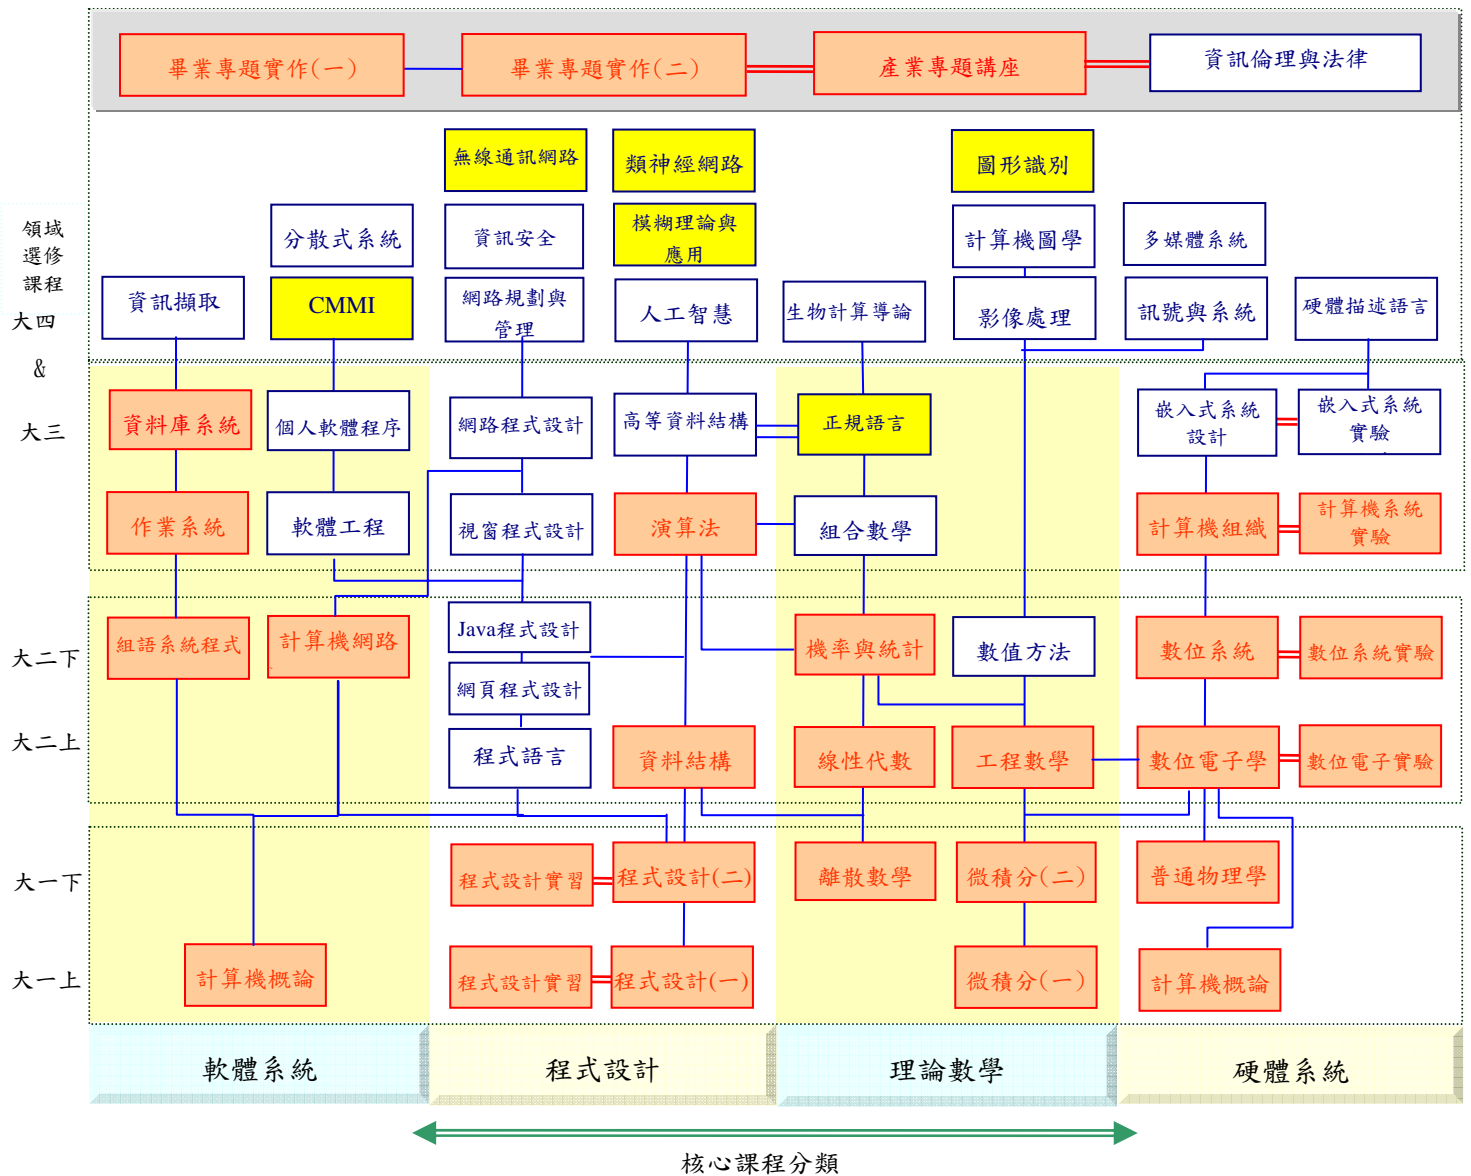 畢業專題實作(一)
畢業專題實作(二)
產業專題講座
資訊倫理與法律
無線通訊網路
類神經網路
圖形識別
領域
選修
課程
分散式系統
資訊安全
模糊理論與
應用
計算機圖學
多媒體系統
大四
資訊擷取
CMMI
網路規劃與
管理
人工智慧
生物計算導論
影像處理
訊號與系統
硬體描述語言
&
大三
資料庫系統
個人軟體程序
網路程式設計
高等資料結構
正規語言
嵌入式系統
設計
嵌入式系統
實驗
作業系統
軟體工程
視窗程式設計
演算法
組合數學
計算機組織
計算機系統
實驗
大二下
組語系統程式
計算機網路
Java程式設計
機率與統計
數值方法
數位系統
數位系統實驗
網頁程式設計
大二上
程式語言
資料結構
線性代數
工程數學
數位電子學
數位電子實驗
大一下
程式設計實習
程式設計(二)
離散數學
微積分(二)
普通物理學
大一上
計算機概論
程式設計實習
程式設計(一)
微積分(一)
計算機概論
軟體系統
程式設計
理論數學
硬體系統
核心課程分類